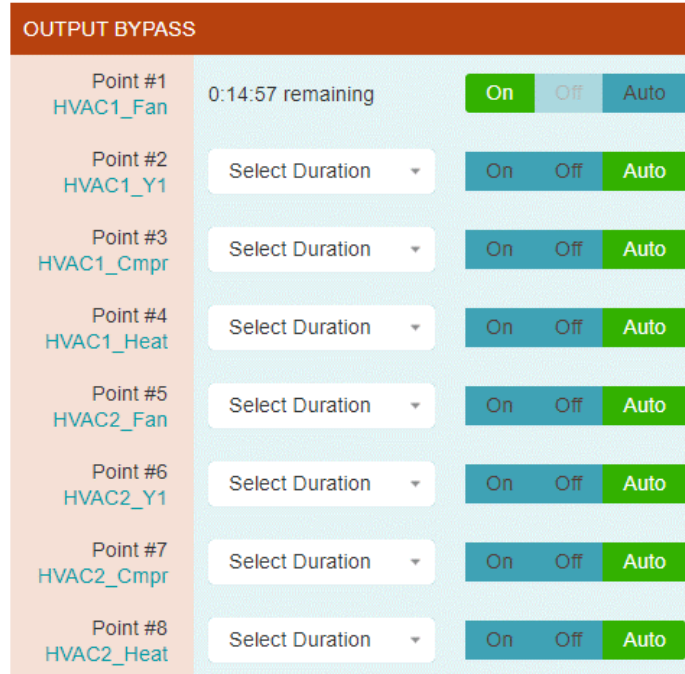 OUTPUT BYPASS
Point #1
HVAC1_Fan
0:14:57 remaining
On Off Auto
Point #2
HVAC1_Y1
Select Duration
On Off Auto
Point #3
HVAC1_Cmpr
Select Duration
On Off Auto
Point #4
HVAC1_Heat
Select Duration
On Off Auto
Point #5
HVAC2_Fan
Select Duration
On Off Auto
Point #6
HVAC2_Y1
Select Duration
On Off Auto
Point #7
HVAC2_Cmpr
Select Duration
On Off Auto
Point #8
HVAC2_Heat
Select Duration
On Off Auto